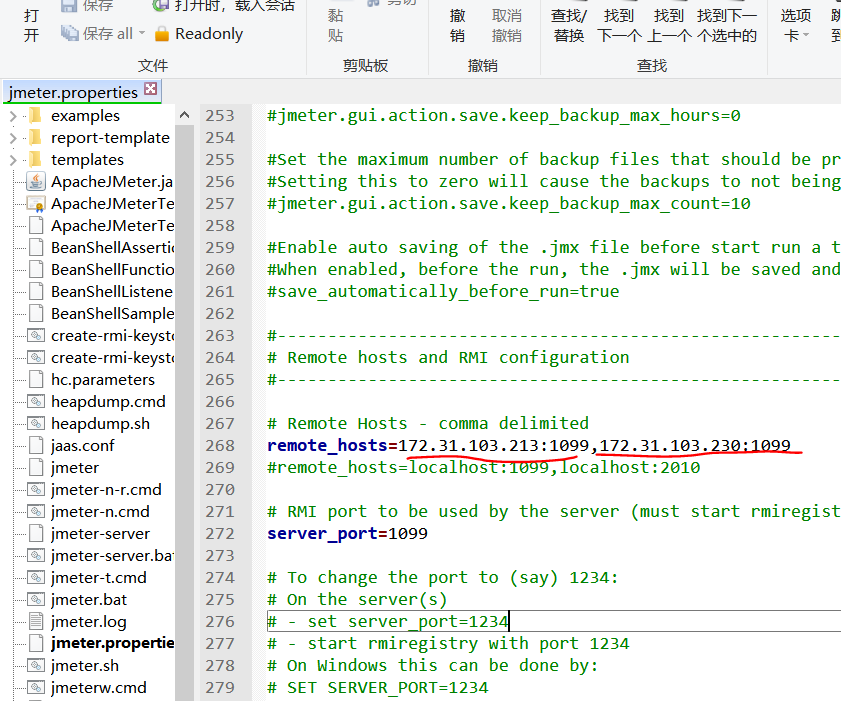 打开
保存
打开时，载入会话
保存 all
Readonly
文件
粘贴
剪切
剪贴板
撤销
取消撤销
撤销
查找/替换
找到下一个
找到上一个
找到下一个选中的
查找
选项卡
跳到
jmeter.properties
examples
report-template
templates
ApacheJMeter.ja
ApacheJMeterTe
ApacheJMeterTe
BeanShellAsserti
BeanShellFunctio
BeanShellListene
BeanShellSample
create-rmi-keysto
create-rmi-keysto
hc.parameters
heapdump.cmd
heapdump.sh
jaas.conf
jmeter
jmeter-n-r.cmd
jmeter-n.cmd
jmeter-server
jmeter-server.bat
jmeter-t.cmd
jmeter.bat
jmeter.log
jmeter.propertie
jmeter.sh
jmeterw.cmd
253 #jmeter.gui.action.save.keep_backup_max_hours=0
254
255 #Set the maximum number of backup files that should be pr
256 #Setting this to zero will cause the backups to not being
257 #jmeter.gui.action.save.keep_backup_max_count=10
258
259 #Enable auto saving of the .jmx file before start run a t
260 #When enabled, before the run, the .jmx will be saved and
261 #save_automatically_before_run=true
262
263 #---------------------------------------------------------
264 # Remote hosts and RMI configuration
265 #---------------------------------------------------------
266
267 # Remote Hosts - comma delimited
268 remote_hosts=172.31.103.213:1099,172.31.103.230:1099
269 #remote_hosts=localhost:1099,localhost:2010
270
271 # RMI port to be used by the server (must start rmiregist
272 server_port=1099
273
274 # To change the port to (say) 1234:
275 # On the server(s)
276 # - set server_port=1234
277 # - start rmiregistry with port 1234
278 # On Windows this can be done by:
279 # SET SERVER_PORT=1234